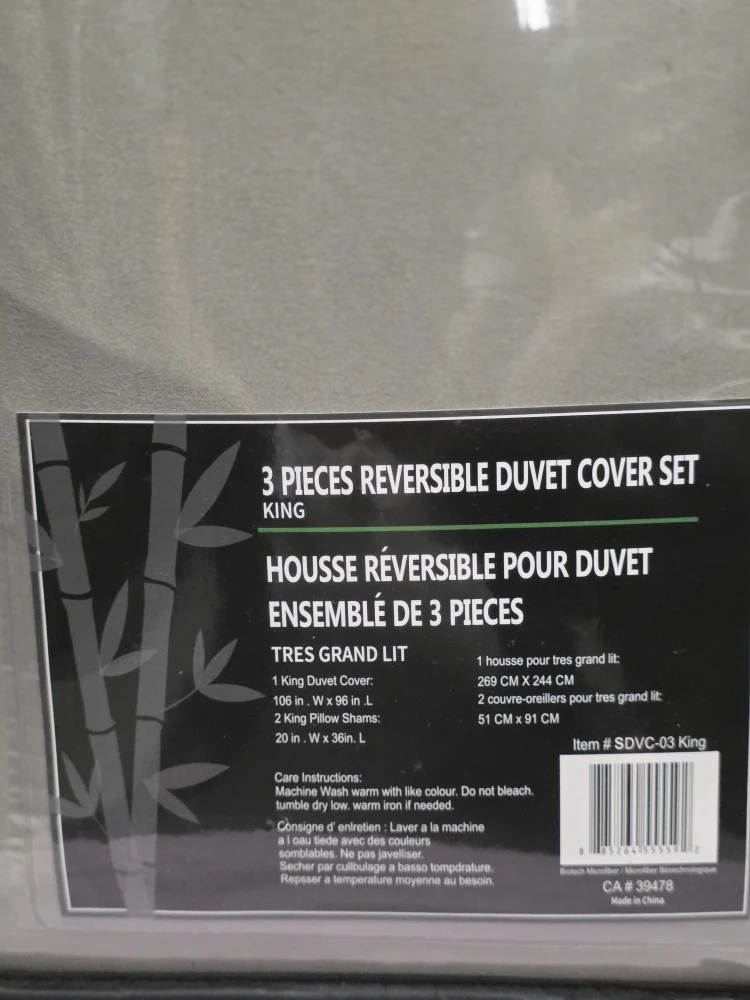 3 PIECES REVERSIBLE DUVET COVER SET
KING
HOUSSE RÉVERSIBLE POUR DUVET
ENSEMBLÉ DE 3 PIECES
TRES GRAND LIT
1 King Duvet Cover:
106 in . W x 96 in .L
2 King Pillow Shams:
20 in . W x 36in. L
1 housse pour tres grand lit:
269 CM X 244 CM
2 couvre-oreillers pour tres grand lit:
51 CM x 91 CM
Item # SDVC-03 King
Care Instructions:
Machine Wash warm with like colour. Do not bleach.
tumble dry low. warm iron if needed.
Consigne d' enlretien : Laver a la machine
a l oau tiede avec des couleurs
somblables. Ne pas javelliser.
Secher par cullbulage a basso tompdrature.
Repsser a temperature moyenne au besoin.
Biotech Microfiber / Microfiber Biotechnologique
CA # 39478
Made in China